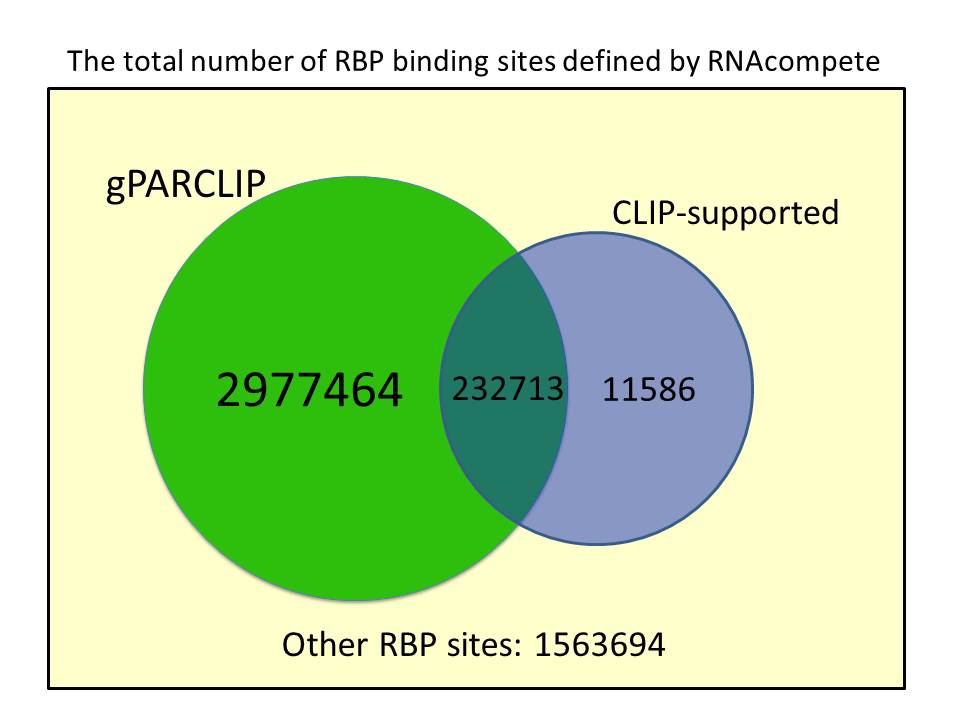 The total number of RBP binding sites defined by RNAcompete
gPARCLIP
CLIP-supported
2977464
232713
11586
Other RBP sites: 1563694